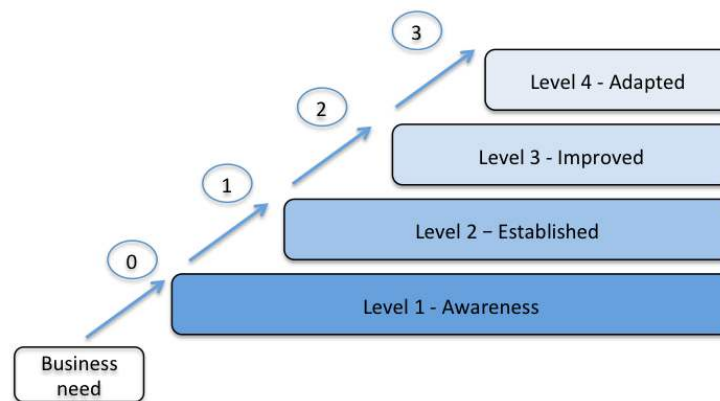 3
Level 4 - Adapted
2
Level 3 - Improved
1
Level 2 – Established
0
Level 1 - Awareness
Business
need